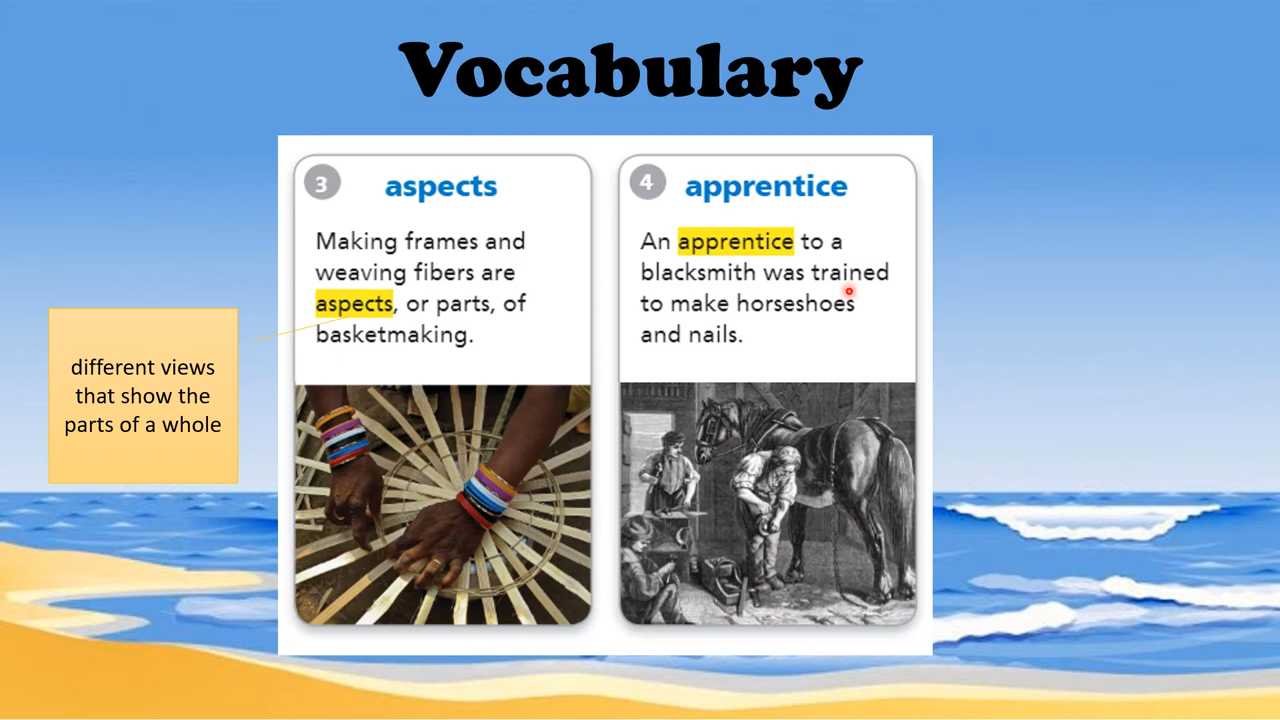 Vocabulary
3
aspects
Making frames and
weaving fibers are
aspects, or parts, of
basketmaking.
4
apprentice
An apprentice to a
blacksmith was trained
to make horseshoes
and nails.
different views
that show the
parts of a whole